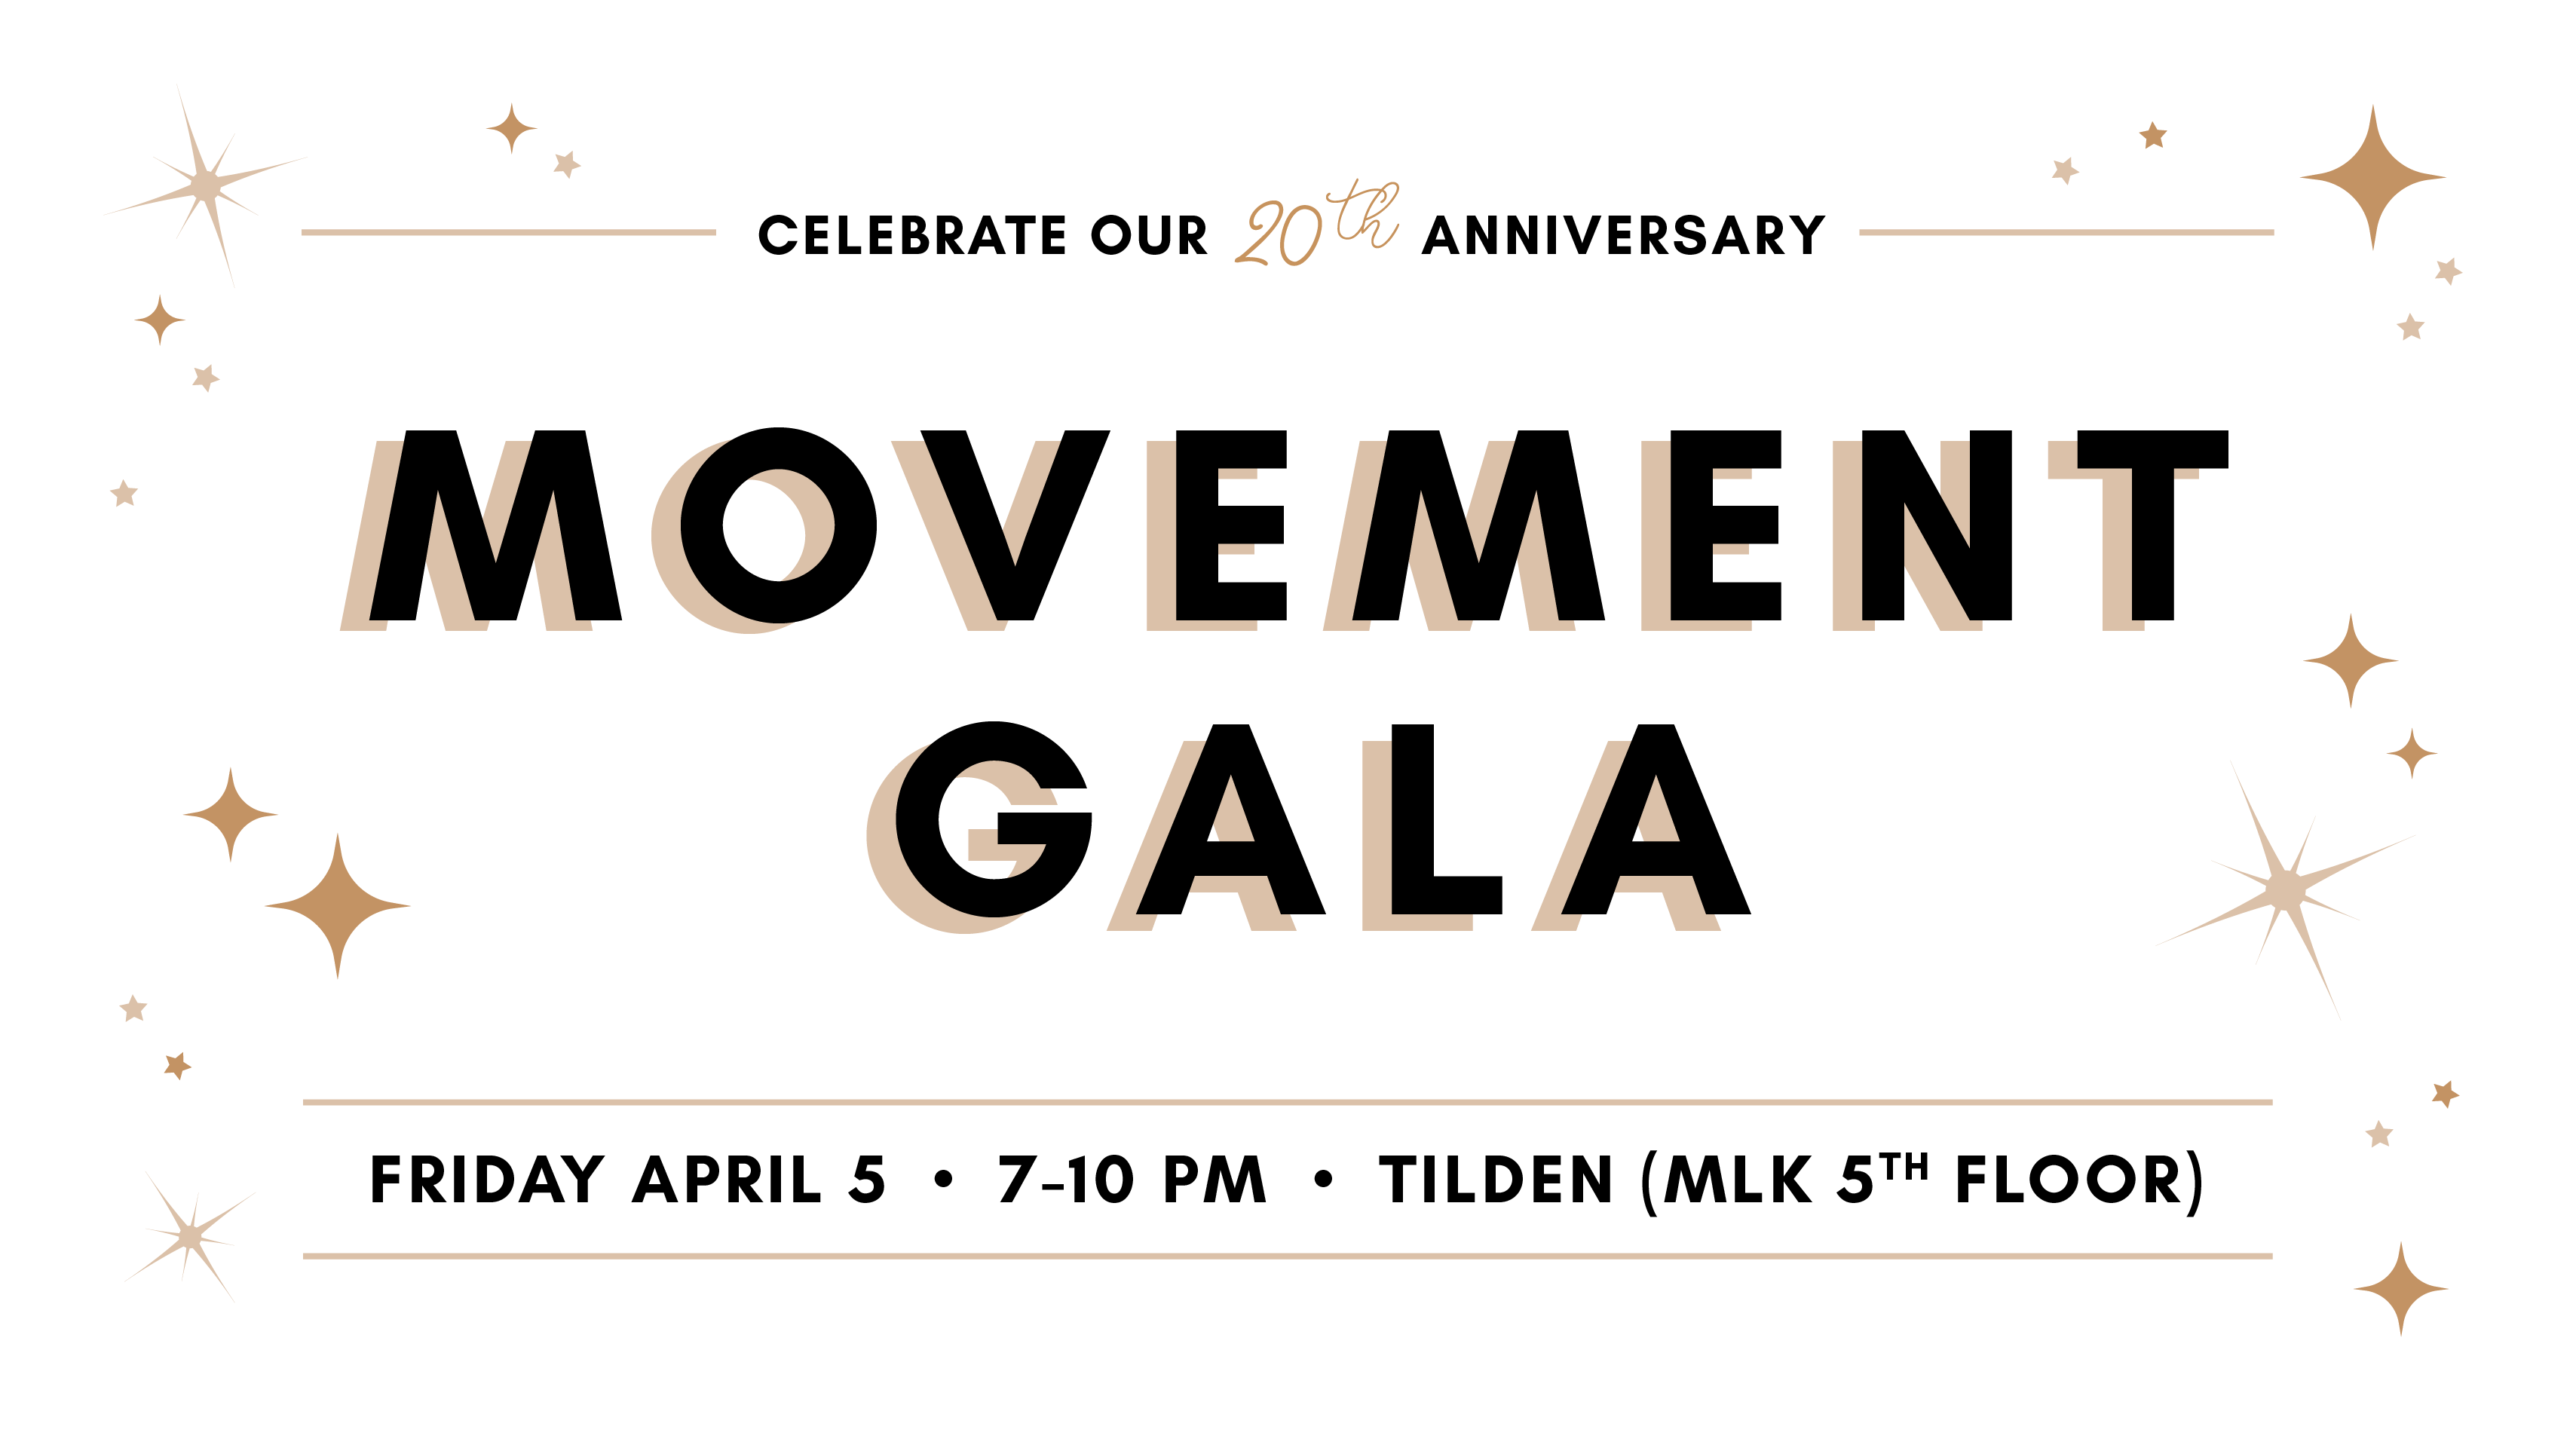 CELEBRATE OUR 20th ANNIVERSARY
MOVEMENT
GALA
FRIDAY APRIL 5 • 7–10 PM • TILDEN (MLK 5TH FLOOR)